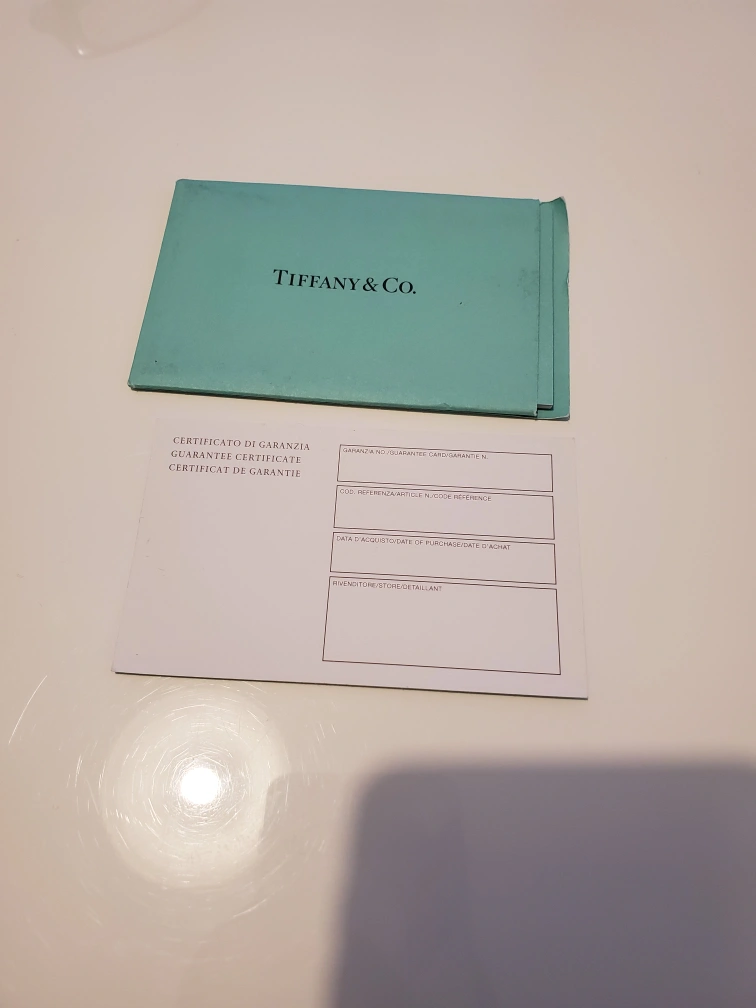 TIFFANY & CO.
CERTIFICATO DI GARANZIA
GUARANTEE CERTIFICATE
CERTIFICAT DE GARANTIE
GARANZIA NO./GUARANTEE CARD/GARANTIE N.
COD. REFERENZA/ARTICLE N./CODE RÉFÉRENCE
DATA D'ACQUISTO/DATE OF PURCHASE/DATE D'ACHAT
RIVENDITORE/STORE/DETAILLANT